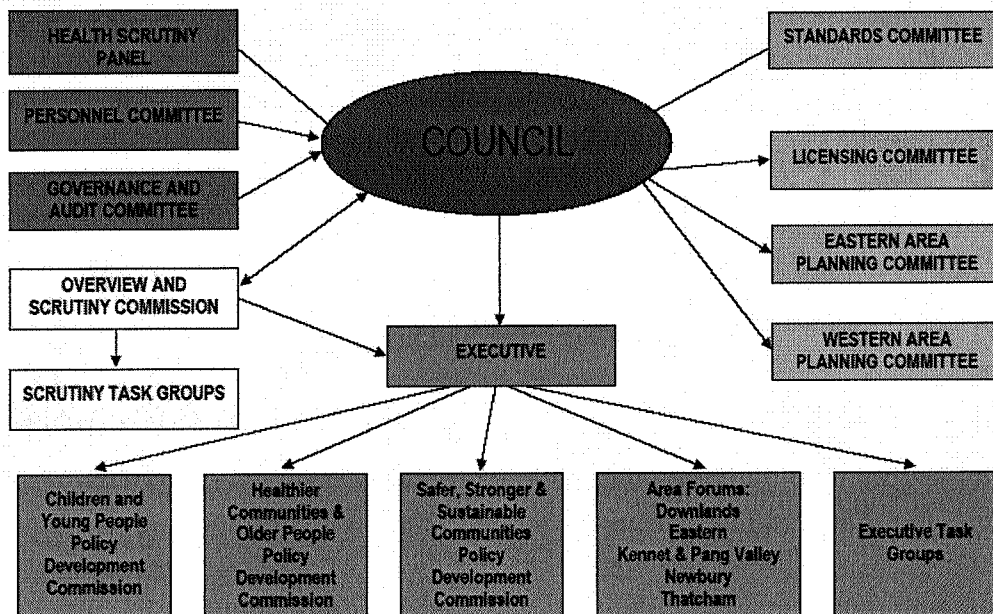 HEALTH SCRUTINY
PANEL
PERSONNEL COMMITTEE
GOVERNANCE AND
AUDIT COMMITTEE
OVERVIEW AND
SCRUTINY COMMISSION
SCRUTINY TASK GROUPS
COUNCIL
EXECUTIVE
STANDARDS COMMITTEE
LICENSING COMMITTEE
EASTERN AREA
PLANNING COMMITTEE
WESTERN AREA
PLANNING COMMITTEE
Children and
Young People
Policy
Development
Commission
Healthier
Communities &
Older People
Policy
Development
Commission
Safer, Stronger &
Sustainable
Communities
Policy
Development
Commission
Area Forums:
Downlands
Eastern
Kennet & Pang Valley
Newbury
Thatcham
Executive Task
Groups